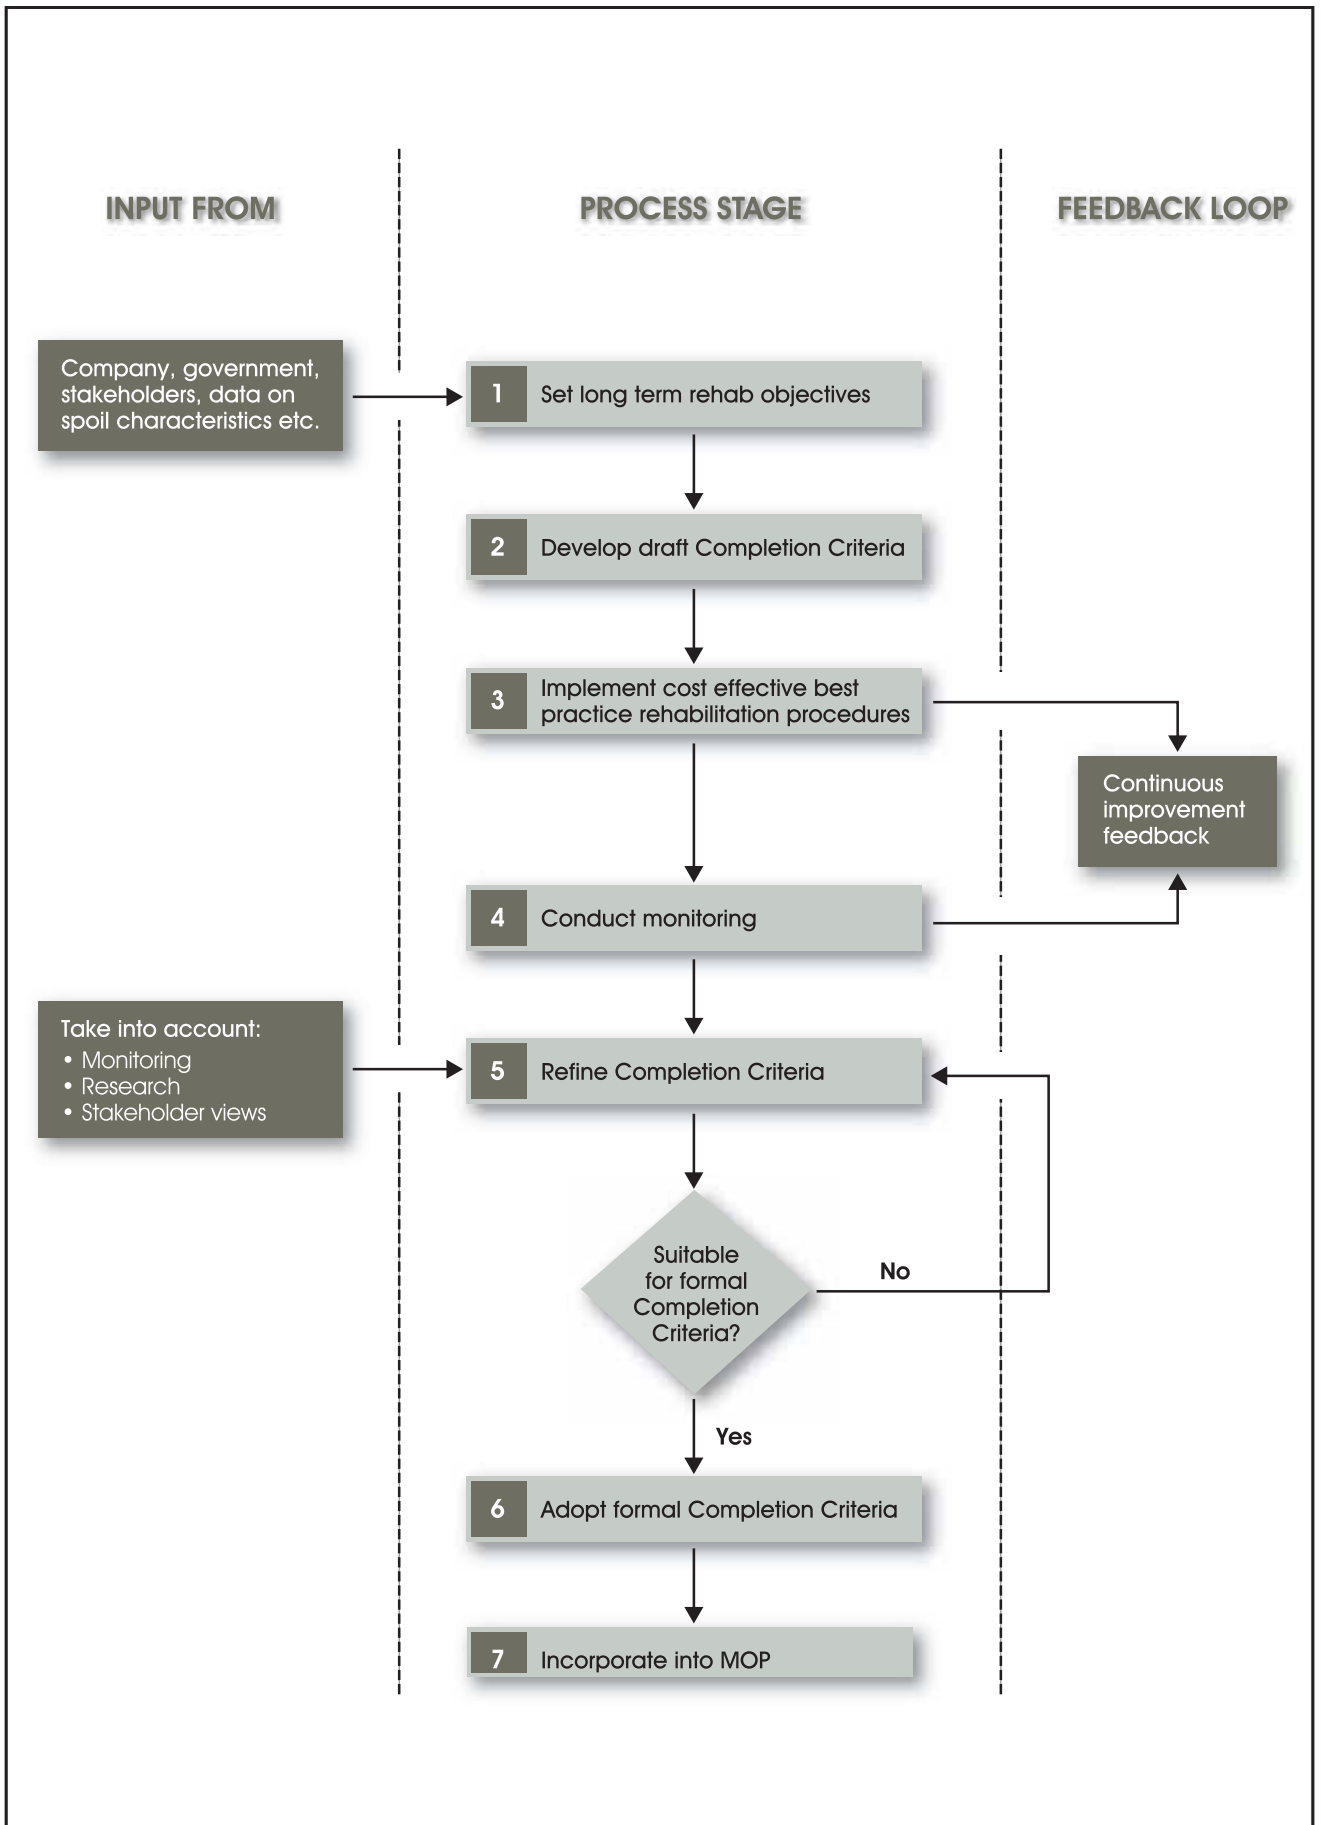 INPUT FROM
PROCESS STAGE
FEEDBACK LOOP
Company, government,
stakeholders, data on
spoil characteristics etc.
1 Set long term rehab objectives
2 Develop draft Completion Criteria
3 Implement cost effective best
practice rehabilitation procedures
Continuous
improvement
feedback
4 Conduct monitoring
Take into account:
• Monitoring
• Research
• Stakeholder views
5 Refine Completion Criteria
Suitable
for formal
Completion
Criteria?
No
Yes
6 Adopt formal Completion Criteria
7 Incorporate into MOP